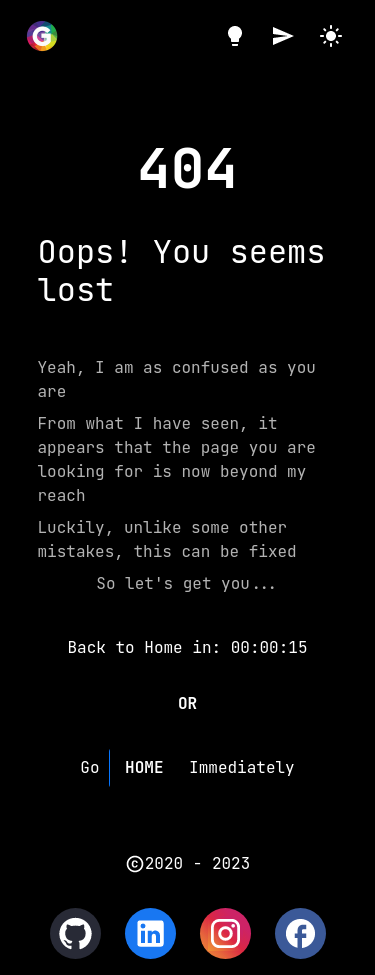 404
Oops! You seems
lost
Yeah, I am as confused as you
are
From what I have seen, it
appears that the page you are
looking for is now beyond my
reach
Luckily, unlike some other
mistakes, this can be fixed
So let's get you...
Back to Home in: 00:00:15
OR
Go HOME Immediately
©2020 - 2023